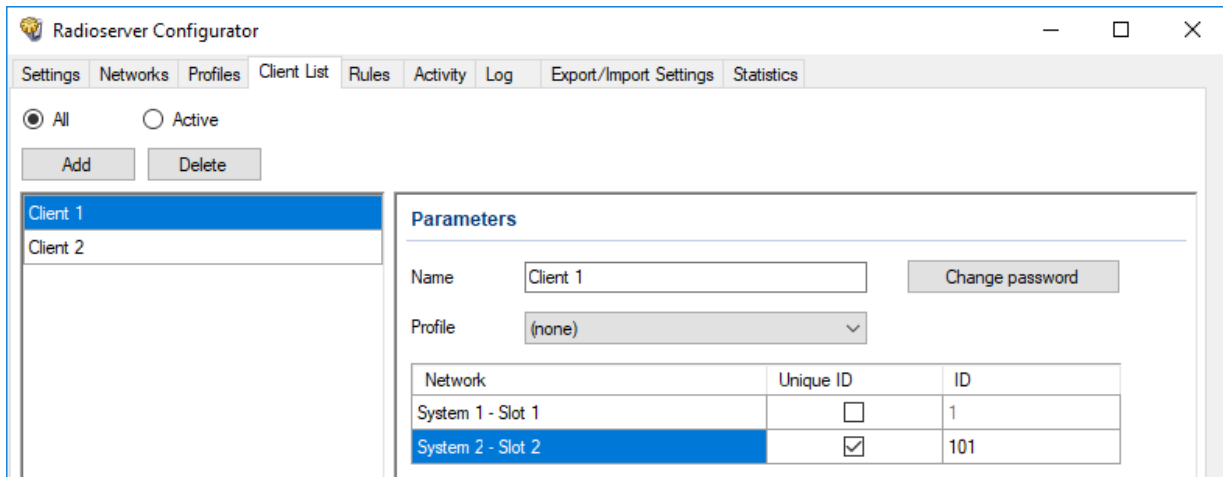 Radioserver Configurator
Settings Networks Profiles Client List Rules Activity Log Export/Import Settings Statistics
All Active
Add Delete
Client 1
Client 2
Parameters
Name Client 1 Change password
Profile (none)
Network Unique ID ID
System 1 - Slot 1 1
System 2 - Slot 2 101